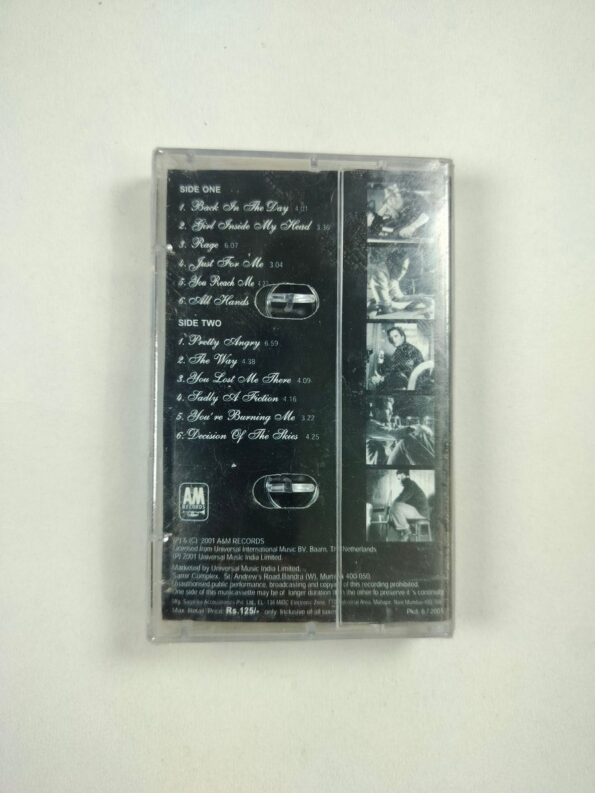 SIDE ONE
1. Back In The Day 4.01
2. Girl Inside My Head 3.36
3. Rage 6.07
4. Just For Me 3.04
5. You Reach Me 4.21
6. All Hands
SIDE TWO
1. Pretty Angry 6.59
2. The Way 4.38
3. You Lost Me There 4.09
4. Sadly A Fiction 4.16
5. You're Burning Me 3.22
6. Decision Of The Skies 4.25
A&M
RECORDS
(P) & (C) 2001 A&M RECORDS
Licensed from Universal International Music BV, Baarn, The Netherlands
(P) 2001 Universal Music India Limited.
Marketed by Universal Music India Limited.
Sattar Complex, St. Andrew's Road, Bandra (W), Mumbai 400 050.
Unauthorised public performance, broadcasting and copying of this recording prohibited.
One side of this musicassette may be of longer duration than the other to preserve it's continuity
Max. Retail Price: Rs.125/- only Inclusive of all taxes
Pkd. 6 / 2001